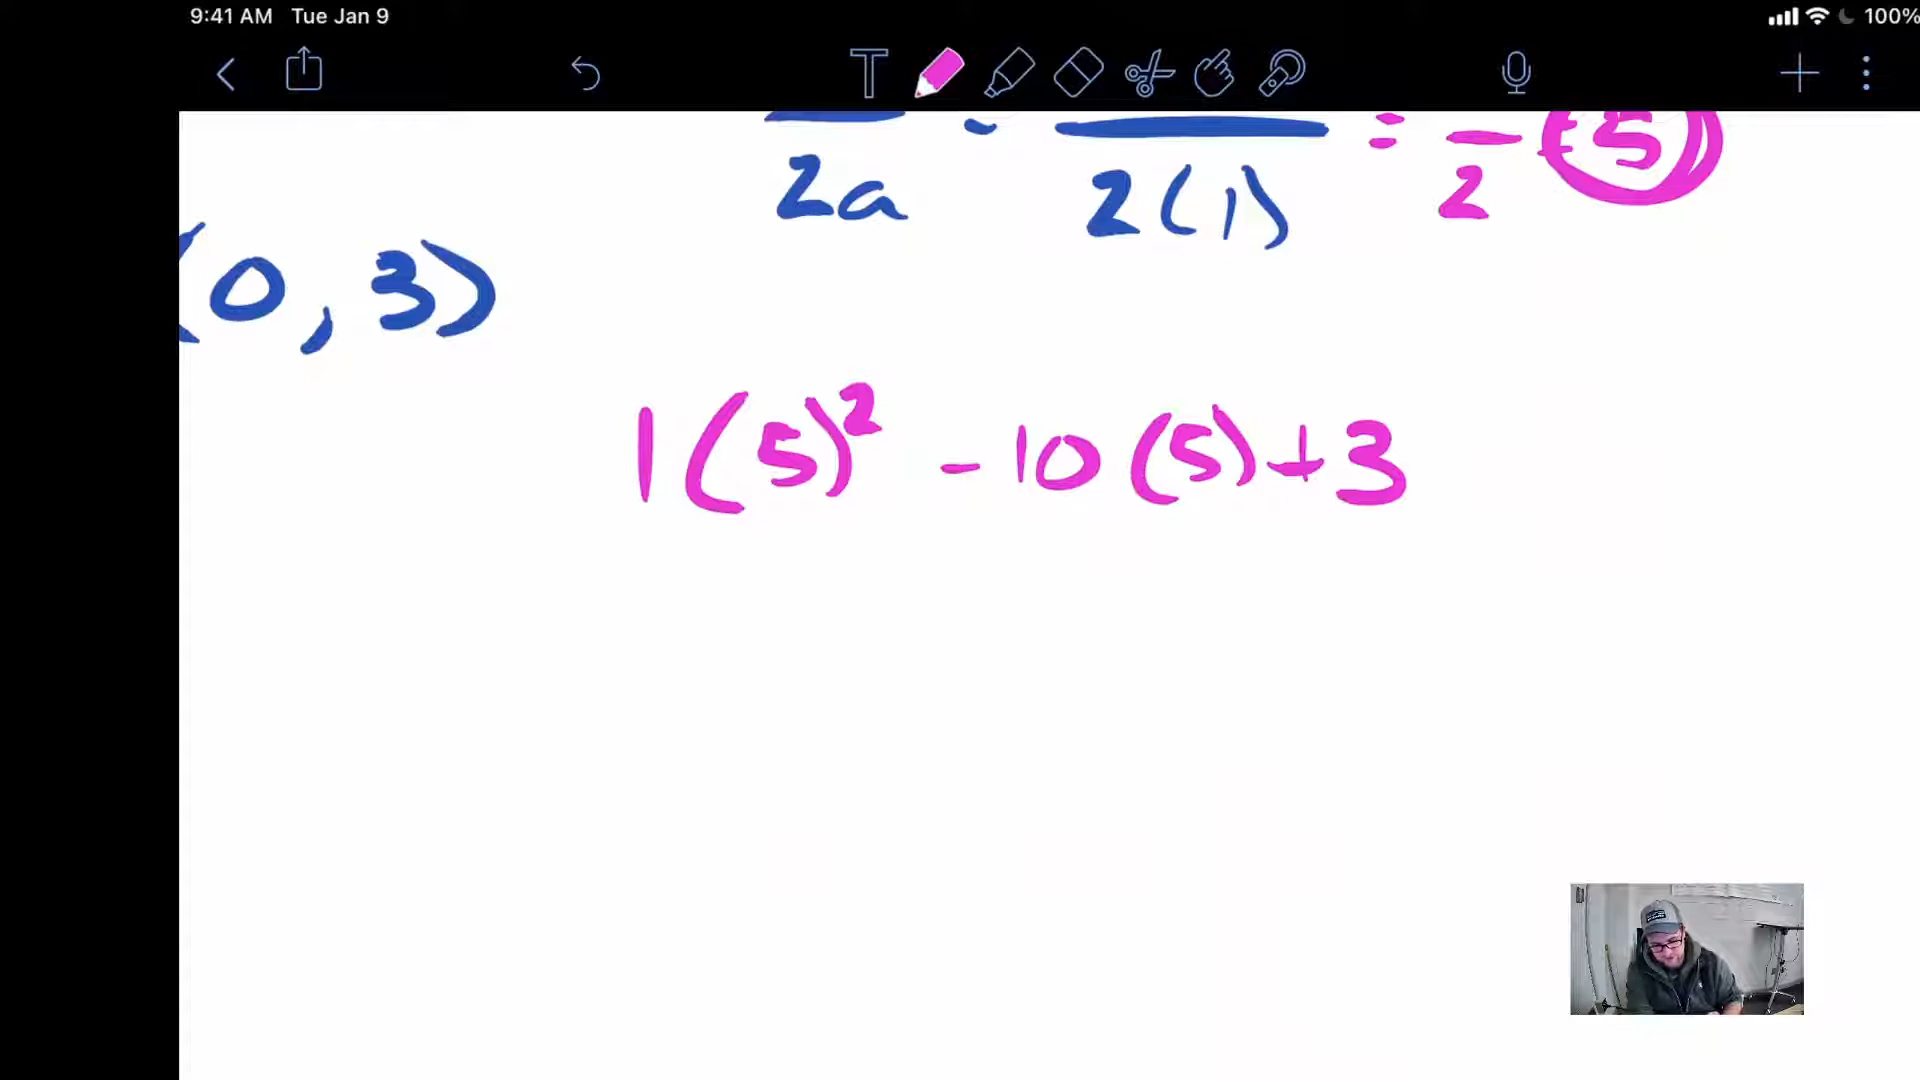 9:41 AM Tue Jan 9 100%
2a 2(1) = 2 = 5
(0, 3)
1(5)² - 10(5) + 3